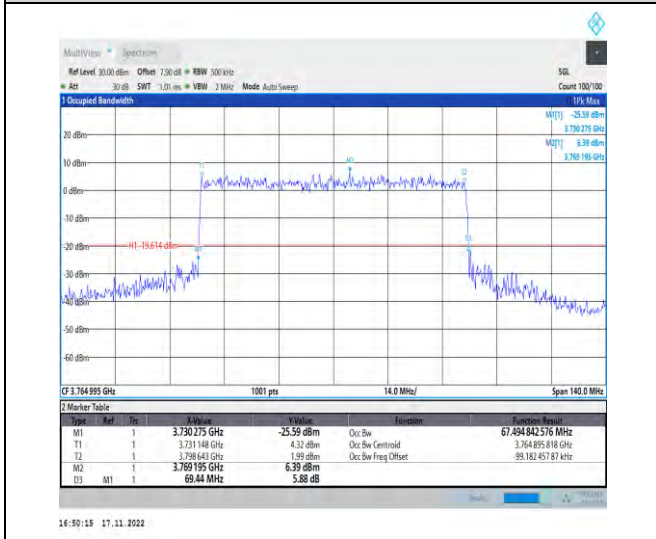 MultiView Spectrum
Ref Level 30.00 dBm Offset 7.50 dB RBW 500 kHz SGL
Att 30 dB SWT 1.01 ms VBW 2 MHz Mode Auto Sweep Count 100/100
1 Occupied Bandwidth 1Pk Max
M1[1] -25.59 dBm
3.730 275 GHz
M2[1] 6.39 dBm
3.769 195 GHz
20 dBm
10 dBm
0 dBm
-10 dBm
-20 dBm
-30 dBm
-40 dBm
-50 dBm
-60 dBm
T1
M2
T2
H1 -19.614 dBm
M1
D3
CF 3.764 995 GHz 1001 pts 14.0 MHz/ Span 140.0 MHz
2 Marker Table
Type Ref Trc X-Value Y-Value Function Function Result
M1 1 3.730 275 GHz -25.59 dBm Occ Bw 67.494 842 576 MHz
T1 1 3.731 148 GHz 4.32 dBm Occ Bw Centroid 3.764 895 818 GHz
T2 1 3.798 643 GHz 1.99 dBm Occ Bw Freq Offset -99.182 457 87 kHz
M2 1 3.769 195 GHz 6.39 dBm
D3 M1 1 69.44 MHz 5.88 dB
16:50:15 17.11.2022